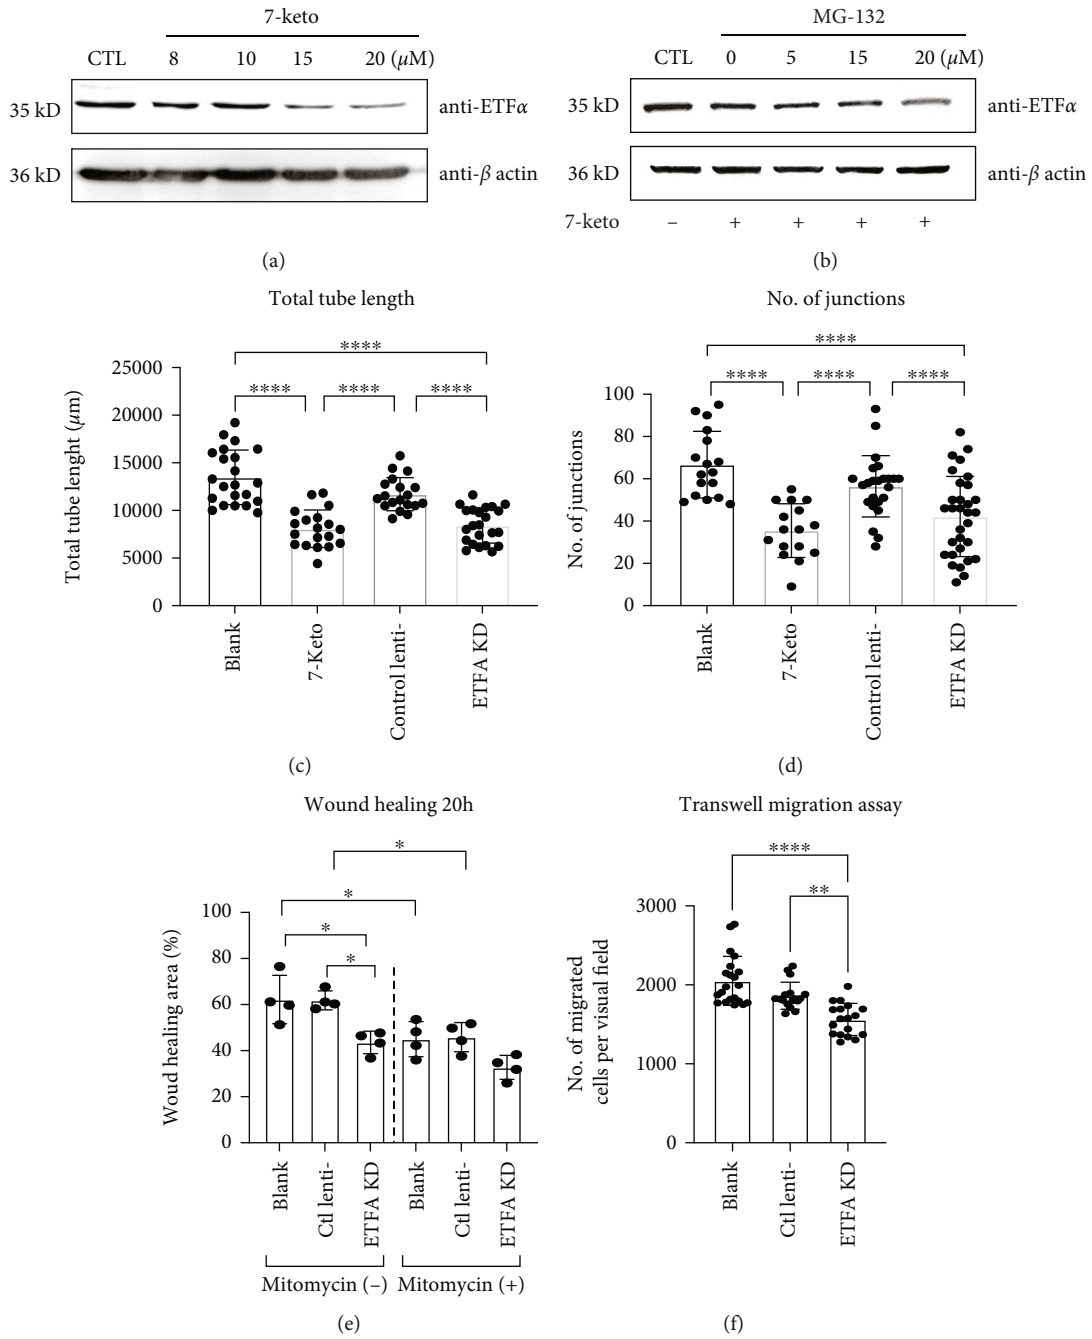 7-keto
CTL 8 10 15 20 (μM)
35 kD anti-ETFα
36 kD anti-β actin
(a)
MG-132
CTL 0 5 15 20 (μM)
35 kD anti-ETFα
36 kD anti-β actin
7-keto – + + + +
(b)
Total tube length
****
**** **** ****
25000
20000
15000
10000
5000
0
Total tube lenght (μm)
Blank
7-Keto
Control lenti-
ETFA KD
(c)
No. of junctions
****
**** **** ****
100
80
60
40
20
0
No. of junctions
Blank
7-Keto
Control lenti-
ETFA KD
(d)
Wound healing 20h
*
*
*
*
100
80
60
40
20
0
Woud healing area (%)
Blank
Ctl lenti-
ETFA KD
Blank
Ctl lenti-
ETFA KD
Mitomycin (–) Mitomycin (+)
(e)
Transwell migration assay
****
**
3000
2000
1000
0
No. of migrated
cells per visual field
Blank
Ctl lenti-
ETFA KD
(f)